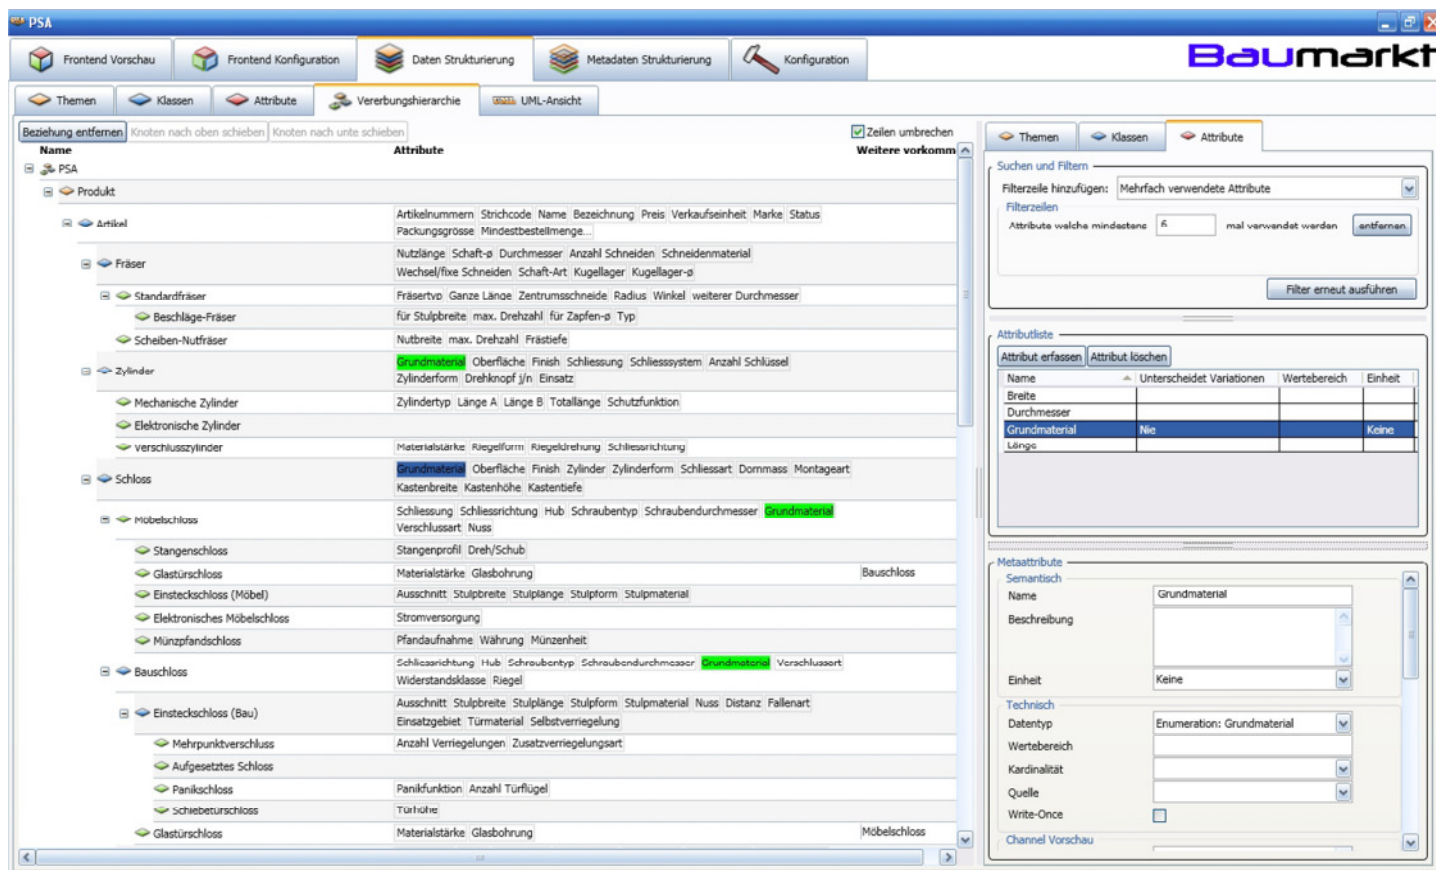 PSA
Frontend Vorschau Frontend Konfiguration Daten Strukturierung Metadaten Strukturierung Konfiguration
Baumarkt
Themen Klassen Attribute Vererbungshierarchie UML-Ansicht
Beziehung entfernen Knoten nach oben schieben Knoten nach unte schieben Zeilen umbrechen
Name Attribute Weitere vorkomm
PSA
Produkt
Artikel
Artikelnummern Strichcode Name Bezeichnung Preis Verkaufseinheit Marke Status
Packungsgrösse Mindestbestellmenge...
Fräser
Nutzlänge Schaft-ø Durchmesser Anzahl Schneiden Schneidenmaterial
Wechsel/fixe Schneiden Schaft-Art Kugellager Kugellager-ø
Standardfräser Fräsertyp Ganze Länge Zentrumsschneide Radius Winkel weiterer Durchmesser
Beschläge-Fräser für Stulpbreite max. Drehzahl für Zapfen-ø Typ
Scheiben-Nutfräser Nutbreite max. Drehzahl Frästiefe
Zylinder
Grundmaterial Oberfläche Finish Schliessung Schliesssystem Anzahl Schlüssel
Zylinderform Drehknopf j/n Einsatz
Mechanische Zylinder Zylindertyp Länge A Länge B Totallänge Schutzfunktion
Elektronische Zylinder
Verschlusszylinder Materialstärke Riegelform Riegeldrehung Schliessrichtung
Schloss
Grundmaterial Oberfläche Finish Zylinder Zylinderform Schliessart Dornmass Montageart
Kastenbreite Kastenhöhe Kastentiefe
Möbelschloss
Schliessung Schliessrichtung Hub Schraubentyp Schraubendurchmesser Grundmaterial
Verschlussart Nuss
Stangenschloss Stangenprofil Dreh/Schub
Glastürschloss Materialstärke Glasbohrung Bauschloss
Einsteckschloss (Möbel) Ausschnitt Stulpbreite Stulplänge Stulpform Stulpmaterial
Elektronisches Möbelschloss Stromversorgung
Münzpfandschloss Pfandaufnahme Währung Münzenheit
Bauschloss
Schliessrichtung Hub Schraubentyp Schraubendurchmesser Grundmaterial Verschlussart
Widerstandsklasse Riegel
Einsteckschloss (Bau)
Ausschnitt Stulpbreite Stulplänge Stulpform Stulpmaterial Nuss Distanz Fallenart
Einsatzgebiet Türmaterial Selbstverriegelung
Mehrpunktverschluss Anzahl Verriegelungen Zusatzverriegelungsart
Aufgesetztes Schloss
Panikschloss Panikfunktion Anzahl Türflügel
Schiebetürschloss Türhöhe
Glastürschloss Materialstärke Glasbohrung Möbelschloss
Themen Klassen Attribute
Suchen und Filtern
Filterzeile hinzufügen: Mehrfach verwendete Attribute
Filterzeilen
Attribute welche mindestens 6 mal verwendet werden entfernen
Filter erneut ausführen
Attributliste
Attribut erfassen Attribut löschen
Name Unterscheidet Variationen Wertebereich Einheit
Breite
Durchmesser
Grundmaterial Nie Keine
Länge
Metaattribute
Semantisch
Name Grundmaterial
Beschreibung
Einheit Keine
Technisch
Datentyp Enumeration: Grundmaterial
Wertebereich
Kardinalität
Quelle
Write-Once
Channel Vorschau